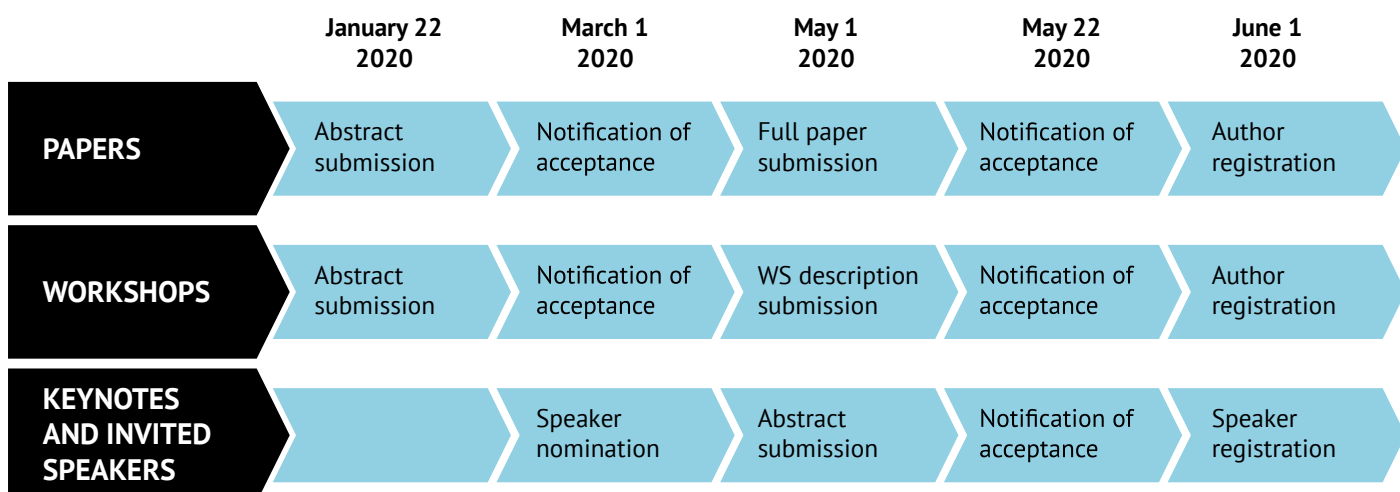 January 22
2020
March 1
2020
May 1
2020
May 22
2020
June 1
2020
PAPERS
Abstract
submission
Notification of
acceptance
Full paper
submission
Notification of
acceptance
Author
registration
WORKSHOPS
Abstract
submission
Notification of
acceptance
WS description
submission
Notification of
acceptance
Author
registration
KEYNOTES
AND INVITED
SPEAKERS
Speaker
nomination
Abstract
submission
Notification of
acceptance
Speaker
registration